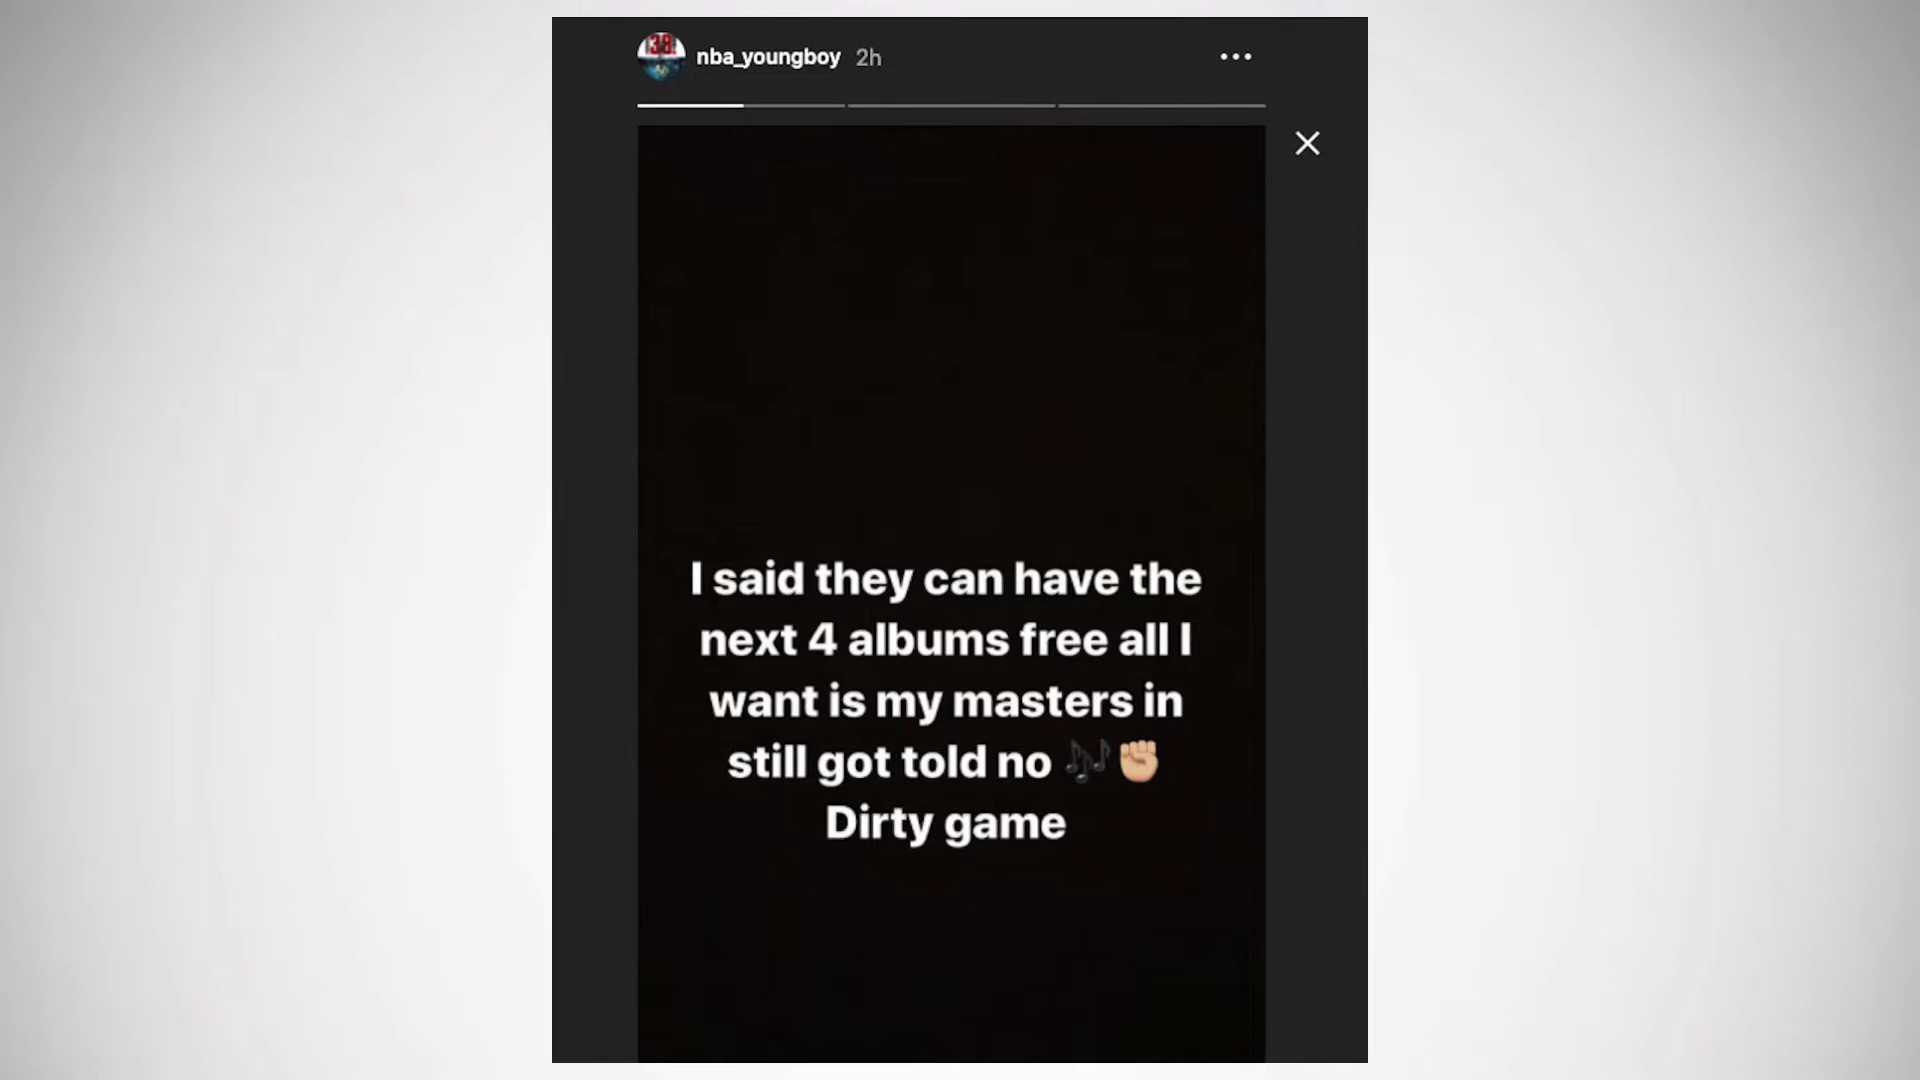 38
nba_youngboy 2h
I said they can have the
next 4 albums free all I
want is my masters in
still got told no 🎶✊🏼
Dirty game